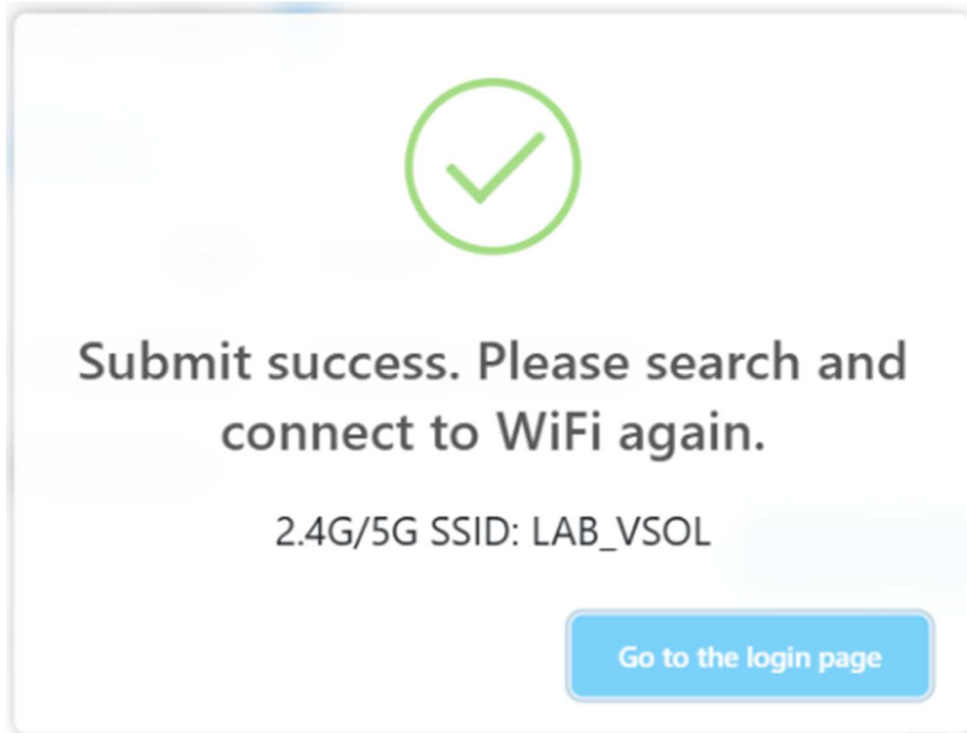 Submit success. Please search and
connect to WiFi again.
2.4G/5G SSID: LAB_VSOL
Go to the login page